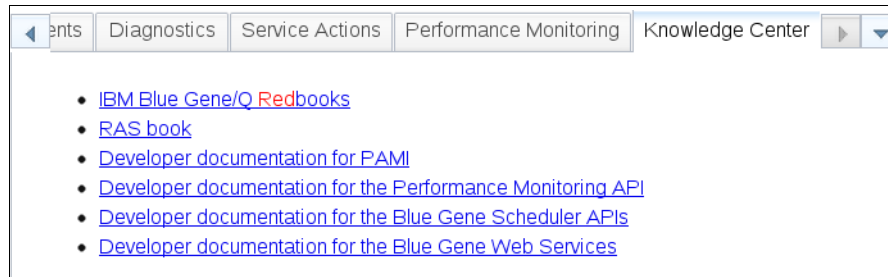 ents Diagnostics Service Actions Performance Monitoring Knowledge Center
IBM Blue Gene/Q Redbooks
RAS book
Developer documentation for PAMI
Developer documentation for the Performance Monitoring API
Developer documentation for the Blue Gene Scheduler APIs
Developer documentation for the Blue Gene Web Services